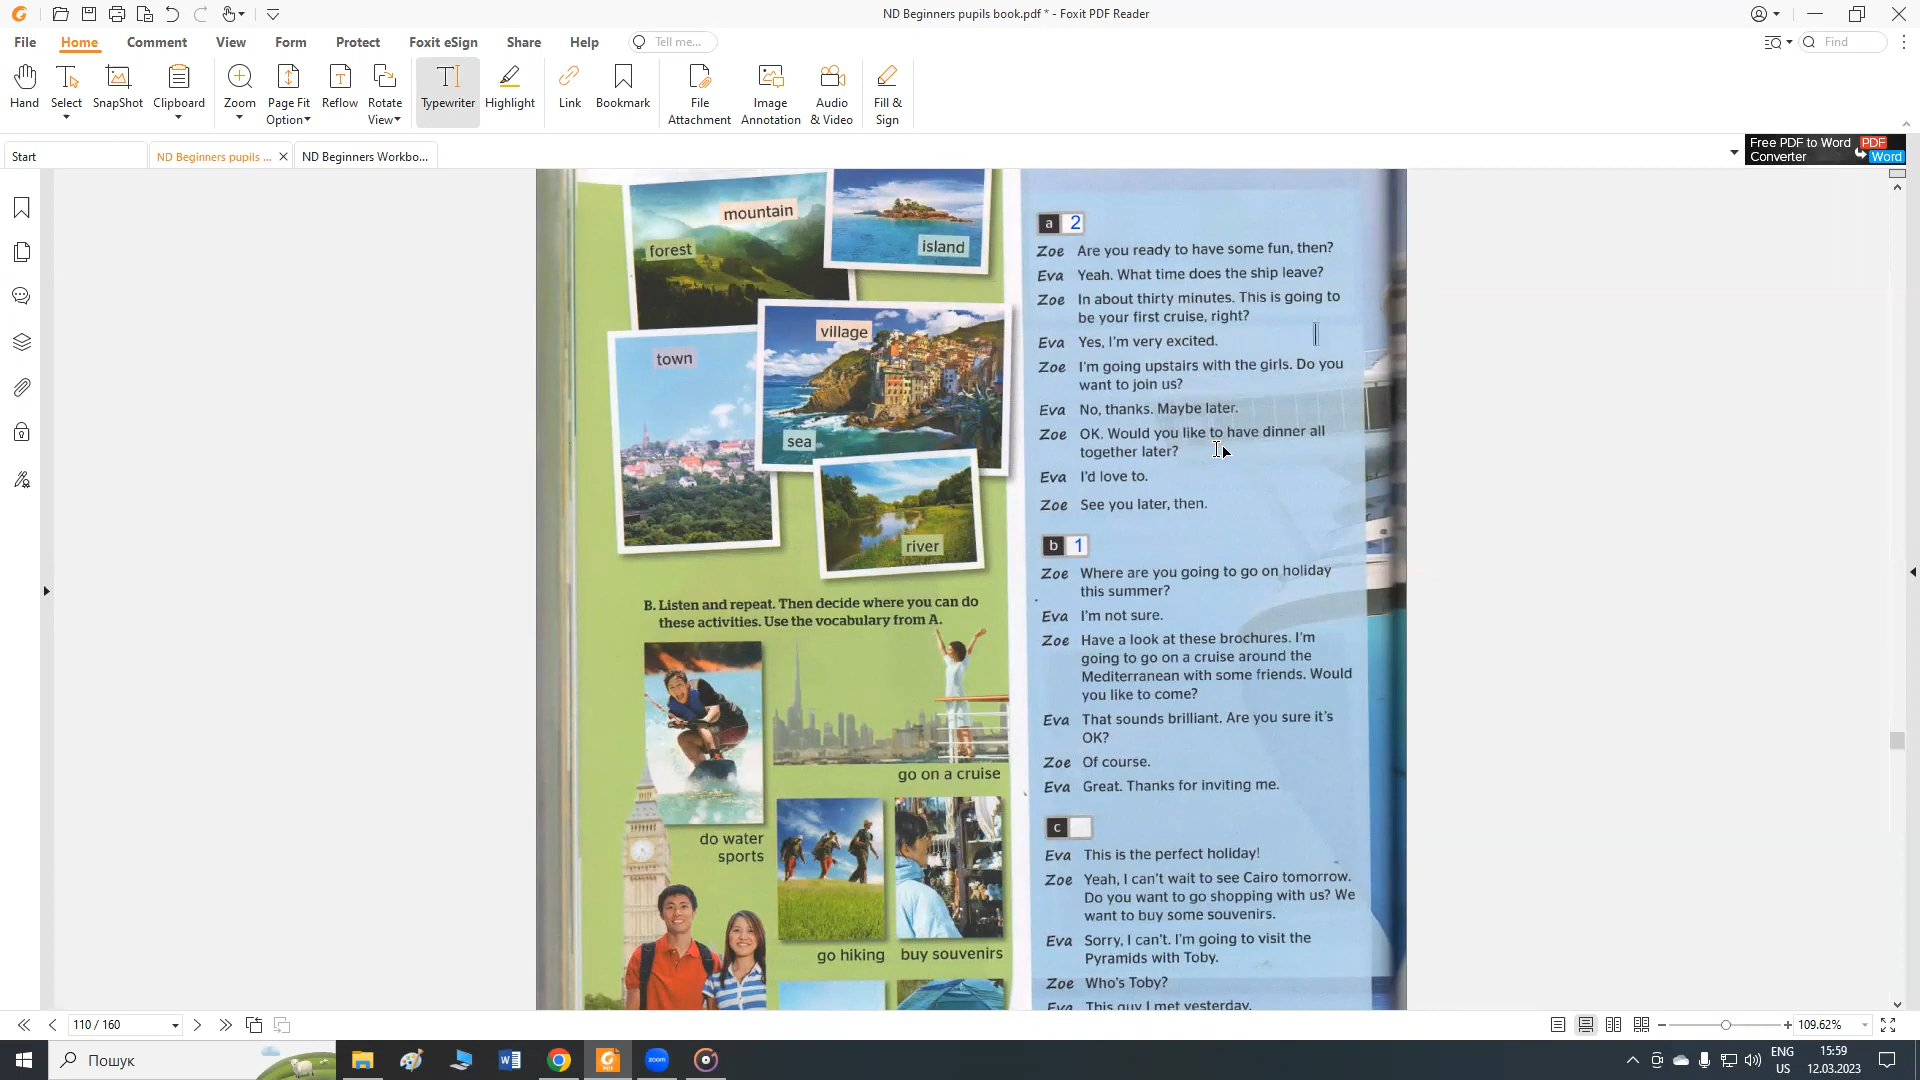 ND Beginners pupils book.pdf * - Foxit PDF Reader
File
Home
Comment
View
Form
Protect
Foxit eSign
Share
Help
Tell me...
Find
Hand
Select
SnapShot
Clipboard
Zoom
Page Fit
Option
Reflow
Rotate
View
Typewriter
Highlight
Link
Bookmark
File
Attachment
Image
Annotation
Audio
& Video
Fill &
Sign
Start
ND Beginners pupils ...
ND Beginners Workbo...
Free PDF to Word
Converter
PDF
Word
mountain
forest
island
village
town
sea
river
B. Listen and repeat. Then decide where you can do
these activities. Use the vocabulary from A.
go on a cruise
do water
sports
go hiking
buy souvenirs
a 2
Zoe Are you ready to have some fun, then?
Eva Yeah. What time does the ship leave?
Zoe In about thirty minutes. This is going to
be your first cruise, right?
Eva Yes, I'm very excited.
Zoe I'm going upstairs with the girls. Do you
want to join us?
Eva No, thanks. Maybe later.
Zoe OK. Would you like to have dinner all
together later?
Eva I'd love to.
Zoe See you later, then.
b 1
Zoe Where are you going to go on holiday
this summer?
Eva I'm not sure.
Zoe Have a look at these brochures. I'm
going to go on a cruise around the
Mediterranean with some friends. Would
you like to come?
Eva That sounds brilliant. Are you sure it's
OK?
Zoe Of course.
Eva Great. Thanks for inviting me.
c
Eva This is the perfect holiday!
Zoe Yeah, I can't wait to see Cairo tomorrow.
Do you want to go shopping with us? We
want to buy some souvenirs.
Eva Sorry, I can't. I'm going to visit the
Pyramids with Toby.
Zoe Who's Toby?
Eva This guy I met yesterday.
110 / 160
109.62%
Пошук
zoom
ENG
US
15:59
12.03.2023